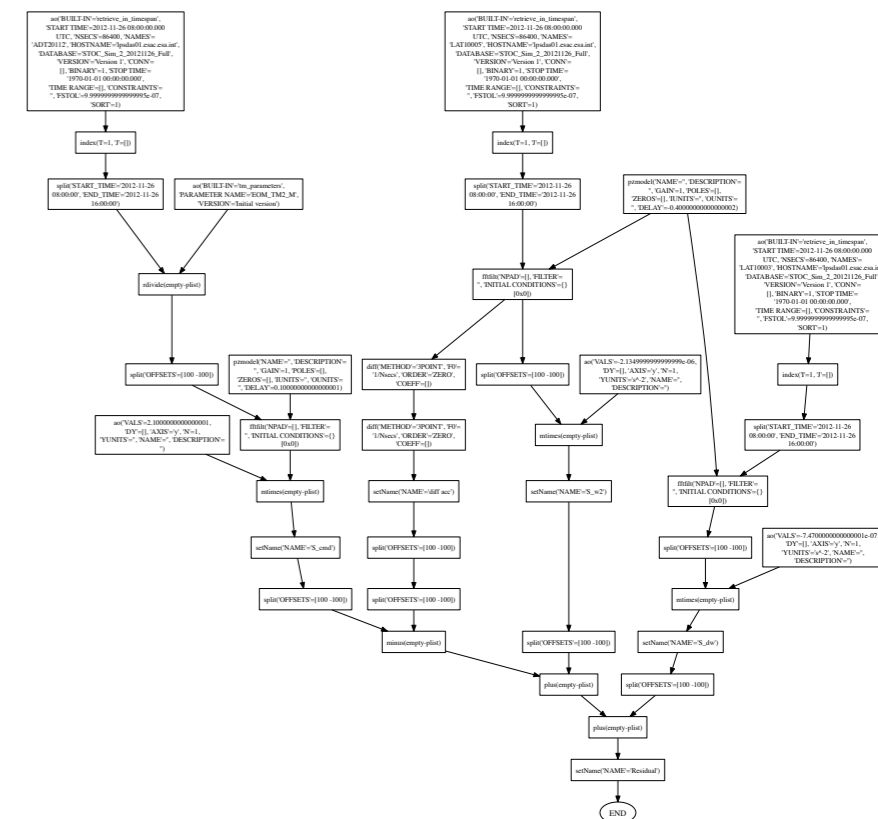 ao('BUILT-IN'='retrieve_in_timespan',
'START TIME'=2012-11-26 08:00:00.000
UTC, 'NSECS'=86400, 'NAMES'=
'ADT20112', 'HOSTNAME'='lpsdas01.esac.esa.int',
'DATABASE'='STOC_Sim_2_20121126_Full',
'VERSION'='Version 1', 'CONN'=
[], 'BINARY'=1, 'STOP TIME'=
'1970-01-01 00:00:00.000',
'TIME RANGE'=[], 'CONSTRAINTS'=
'', 'FSTOL'=9.9999999999999995e-07,
'SORT'=1)
ao('BUILT-IN'='retrieve_in_timespan',
'START TIME'=2012-11-26 08:00:00.000
UTC, 'NSECS'=86400, 'NAMES'=
'LAT10005', 'HOSTNAME'='lpsdas01.esac.esa.int',
'DATABASE'='STOC_Sim_2_20121126_Full',
'VERSION'='Version 1', 'CONN'=
[], 'BINARY'=1, 'STOP TIME'=
'1970-01-01 00:00:00.000',
'TIME RANGE'=[], 'CONSTRAINTS'=
'', 'FSTOL'=9.9999999999999995e-07,
'SORT'=1)
index('I'=1, 'J'=[])
index('I'=1, 'J'=[])
split('START_TIME'='2012-11-26
08:00:00', 'END_TIME'='2012-11-26
16:00:00')
ao('BUILT-IN'='tm_parameters',
'PARAMETER NAME'='EOM_TM2_M',
'VERSION'='Initial version')
split('START_TIME'='2012-11-26
08:00:00', 'END_TIME'='2012-11-26
16:00:00')
pzmodel('NAME'='', 'DESCRIPTION'=
'', 'GAIN'=1, 'POLES'=[],
'ZEROS'=[], 'IUNITS'='', 'OUNITS'=
'', 'DELAY'=-0.40000000000000002)
ao('BUILT-IN'='retrieve_in_timespan',
'START TIME'=2012-11-26 08:00:00.000
UTC, 'NSECS'=86400, 'NAMES'=
'LAT10003', 'HOSTNAME'='lpsdas01.esac.esa.in
'DATABASE'='STOC_Sim_2_20121126_Full'
'VERSION'='Version 1', 'CONN'=
[], 'BINARY'=1, 'STOP TIME'=
'1970-01-01 00:00:00.000',
'TIME RANGE'=[], 'CONSTRAINTS'=
'', 'FSTOL'=9.9999999999999995e-07,
'SORT'=1)
rdivide(empty-plist)
fftfilt('NPAD'=[], 'FILTER'=
'', 'INITIAL CONDITIONS'={}
[0x0])
split('OFFSETS'=[100 -100])
pzmodel('NAME'='', 'DESCRIPTION'=
'', 'GAIN'=1, 'POLES'=[],
'ZEROS'=[], 'IUNITS'='', 'OUNITS'=
'', 'DELAY'=0.10000000000000001)
diff('METHOD'='3POINT', 'F0'=
'1/Nsecs', 'ORDER'='ZERO',
'COEFF'=[])
split('OFFSETS'=[100 -100])
ao('VALS'=-2.1349999999999999e-06,
'DY'=[], 'AXIS'='y', 'N'=1,
'YUNITS'='s^-2', 'NAME'='',
'DESCRIPTION'='')
index('I'=1, 'J'=[])
ao('VALS'=2.1000000000000001,
'DY'=[], 'AXIS'='y', 'N'=1,
'YUNITS'='', 'NAME'='', 'DESCRIPTION'=
'')
fftfilt('NPAD'=[], 'FILTER'=
'', 'INITIAL CONDITIONS'={}
[0x0])
diff('METHOD'='3POINT', 'F0'=
'1/Nsecs', 'ORDER'='ZERO',
'COEFF'=[])
mtimes(empty-plist)
split('START_TIME'='2012-11-26
08:00:00', 'END_TIME'='2012-11-26
16:00:00')
mtimes(empty-plist)
setName('NAME'='\diff acc')
setName('NAME'='S_w2')
fftfilt('NPAD'=[], 'FILTER'=
'', 'INITIAL CONDITIONS'={}
[0x0])
setName('NAME'='S_cmd')
split('OFFSETS'=[100 -100])
split('OFFSETS'=[100 -100])
ao('VALS'=-7.4700000000000001e-07
'DY'=[], 'AXIS'='y', 'N'=1,
'YUNITS'='s^-2', 'NAME'='',
'DESCRIPTION'='')
split('OFFSETS'=[100 -100])
split('OFFSETS'=[100 -100])
mtimes(empty-plist)
minus(empty-plist)
split('OFFSETS'=[100 -100])
setName('NAME'='S_dw')
plus(empty-plist)
split('OFFSETS'=[100 -100])
plus(empty-plist)
setName('NAME'='Residual')
END